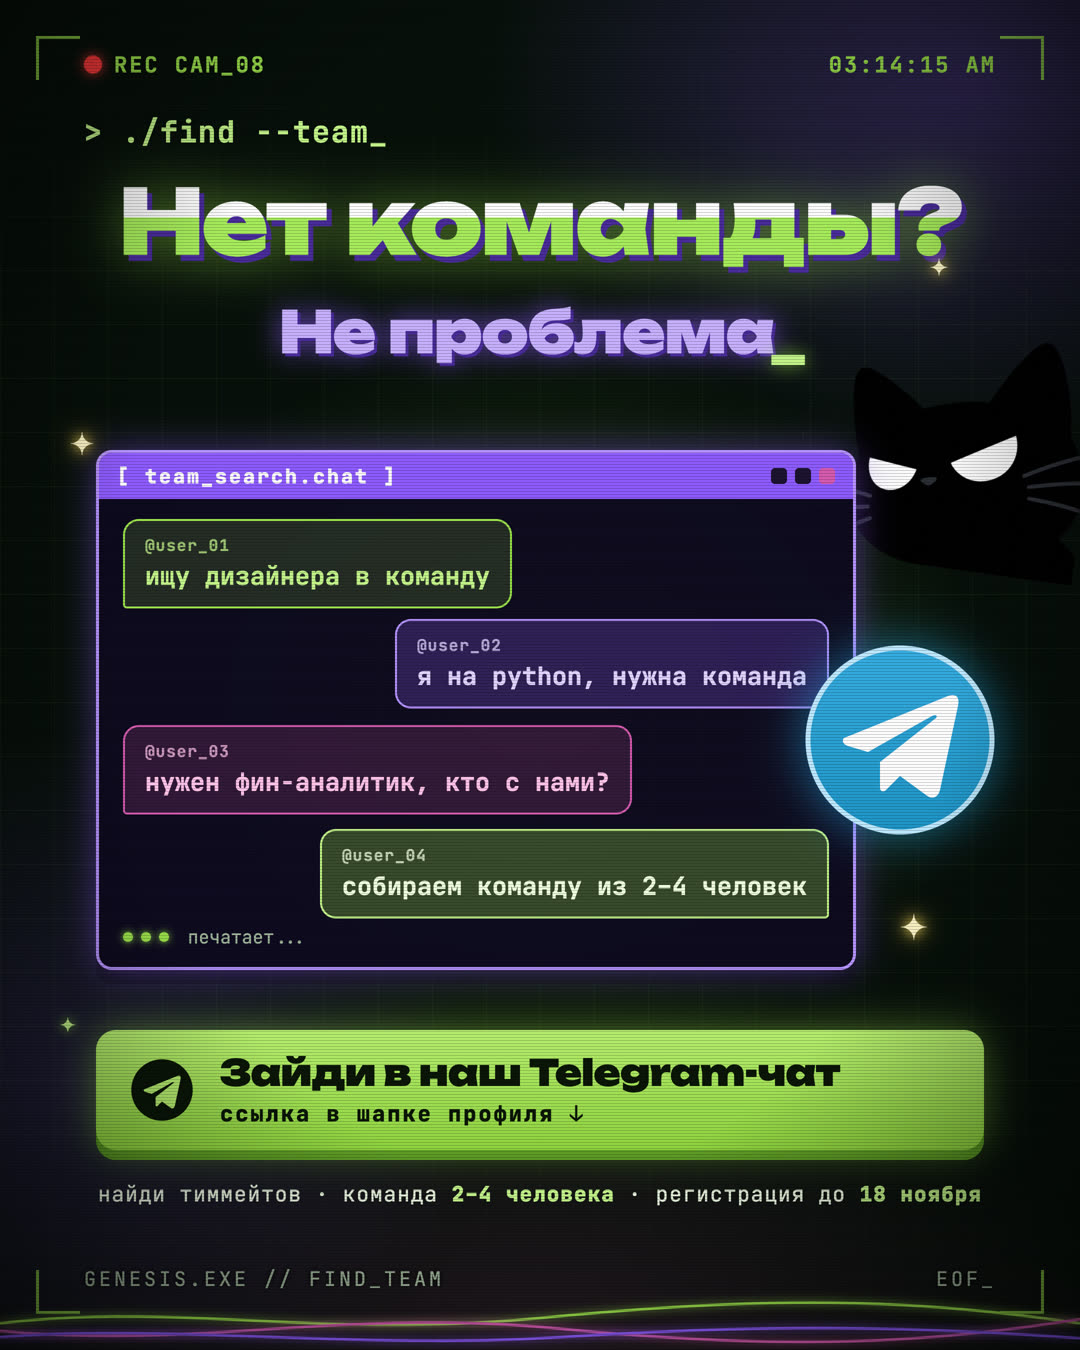 REC CAM_08
03:14:15 AM
> ./find --team_
Нет команды?
Не проблема_
[ team_search.chat ]
@user_01
ищу дизайнера в команду
@user_02
я на python, нужна команда
@user_03
нужен фин-аналитик, кто с нами?
@user_04
собираем команду из 2–4 человек
печатает...
Зайди в наш Telegram-чат
ссылка в шапке профиля ↓
найди тиммейтов · команда 2–4 человека · регистрация до 18 ноября
GENESIS.EXE // FIND_TEAM
EOF_